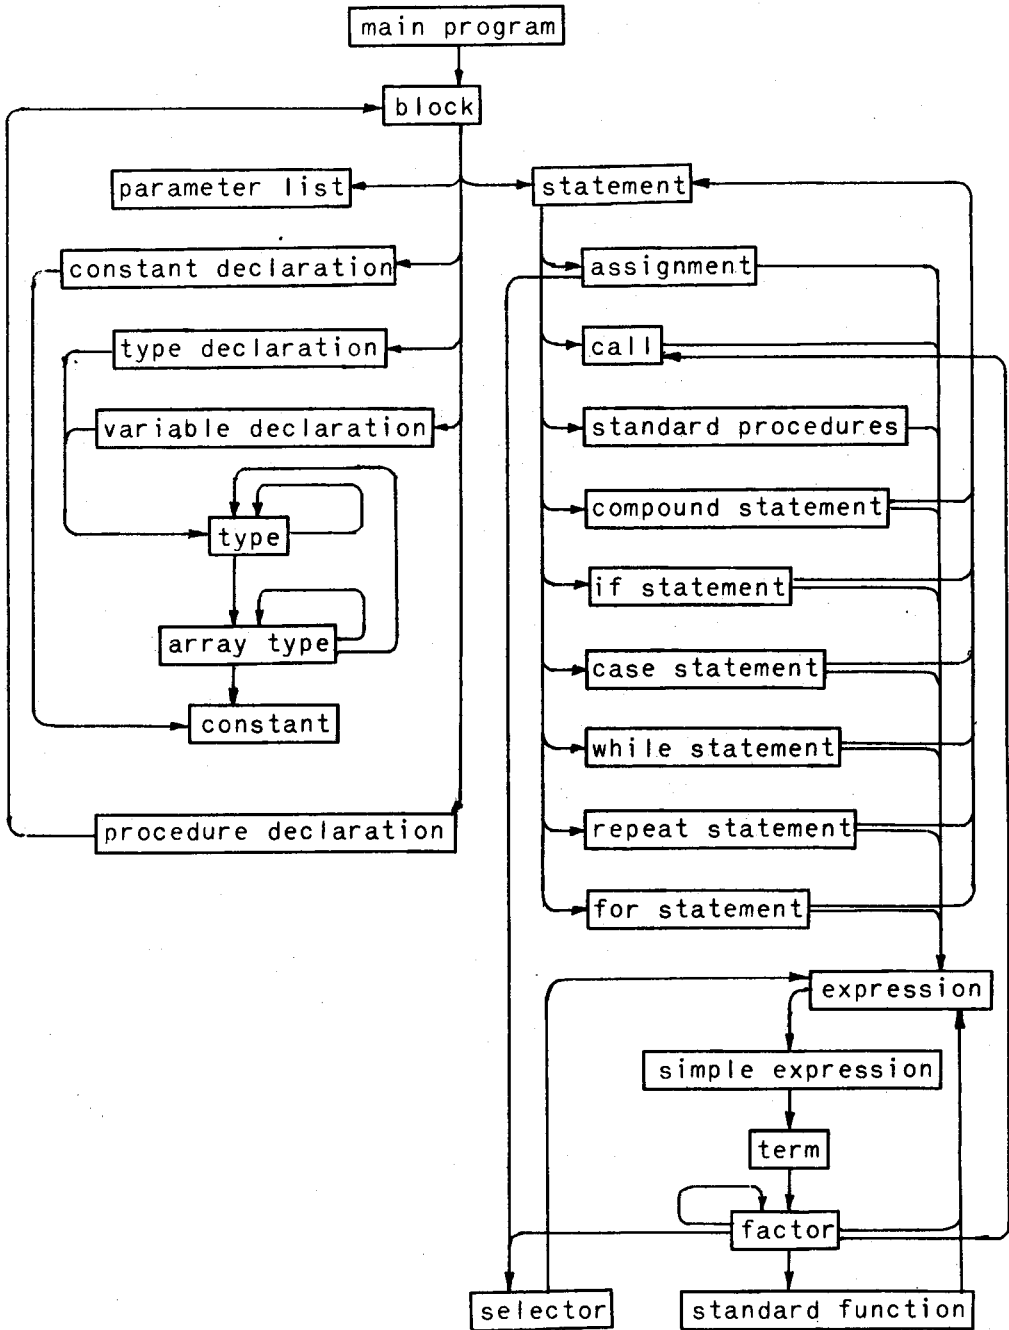 main program
block
parameter list
statement
constant declaration
assignment
type declaration
call
variable declaration
standard procedures
type
compound statement
array type
if statement
constant
case statement
while statement
procedure declaration
repeat statement
for statement
expression
simple expression
term
factor
selector
standard function